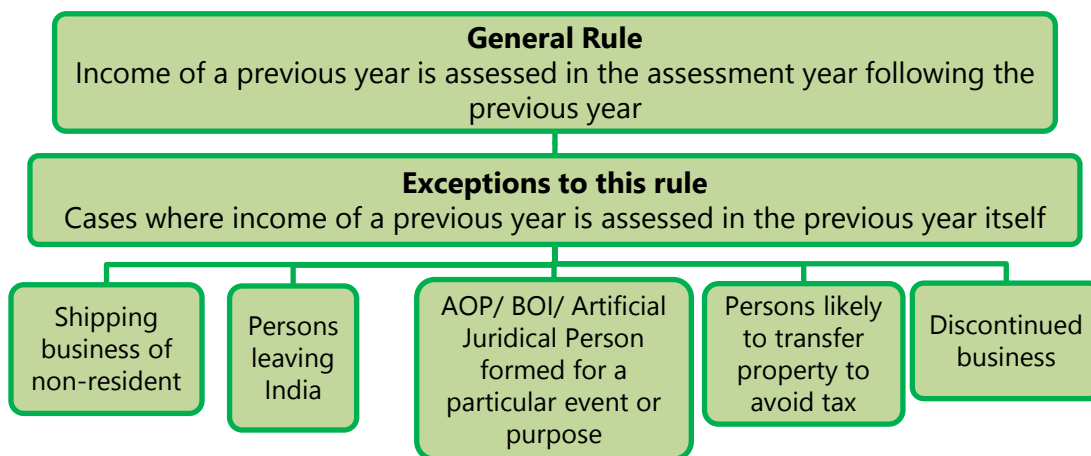 General Rule
Income of a previous year is assessed in the assessment year following the
previous year
Exceptions to this rule
Cases where income of a previous year is assessed in the previous year itself
Shipping
business of
non-resident
Persons
leaving
India
AOP/ BOI/ Artificial
Juridical Person
formed for a
particular event or
purpose
Persons likely
to transfer
property to
avoid tax
Discontinued
business